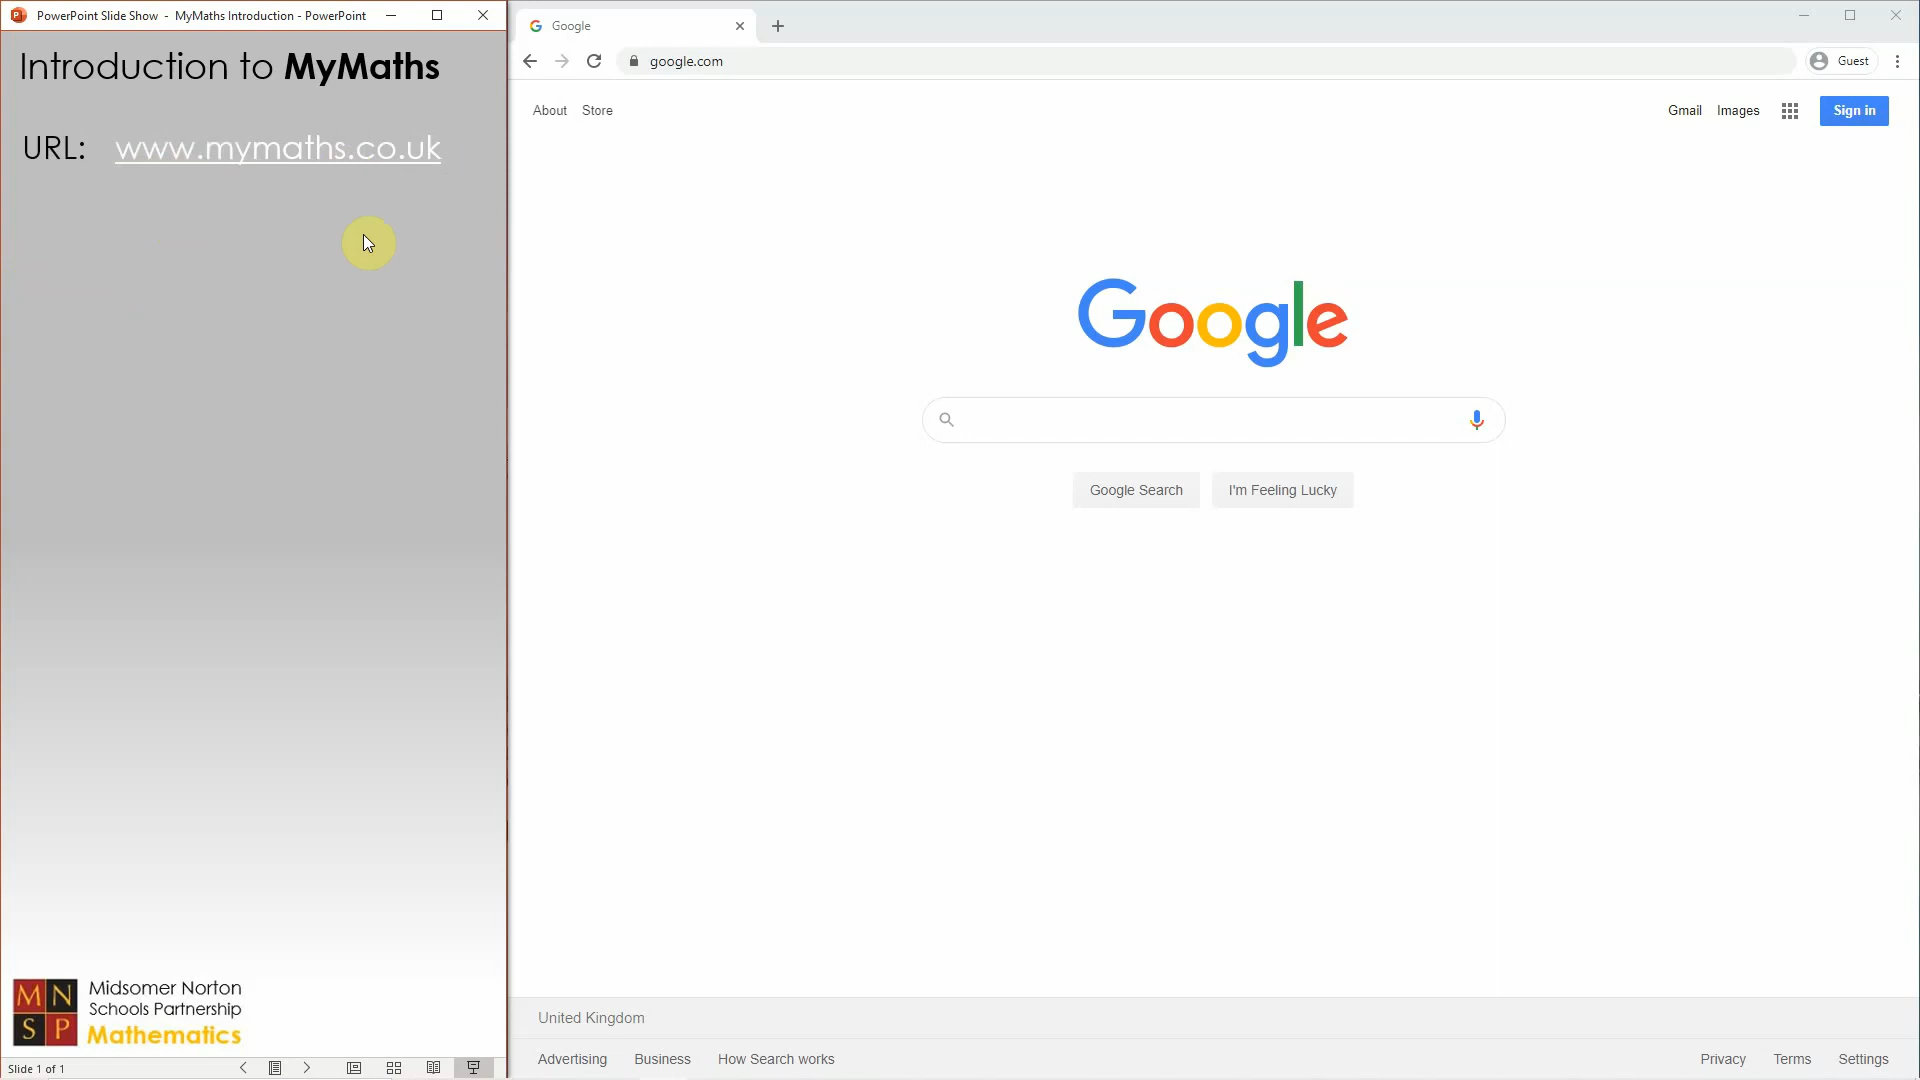 PowerPoint Slide Show - MyMaths Introduction - PowerPoint
Introduction to MyMaths
URL: www.mymaths.co.uk
M N
S P
Midsomer Norton
Schools Partnership
Mathematics
Slide 1 of 1
Google
google.com
Guest
About Store
Gmail Images
Sign in
Google
Google Search
I'm Feeling Lucky
United Kingdom
Advertising Business How Search works
Privacy Terms Settings